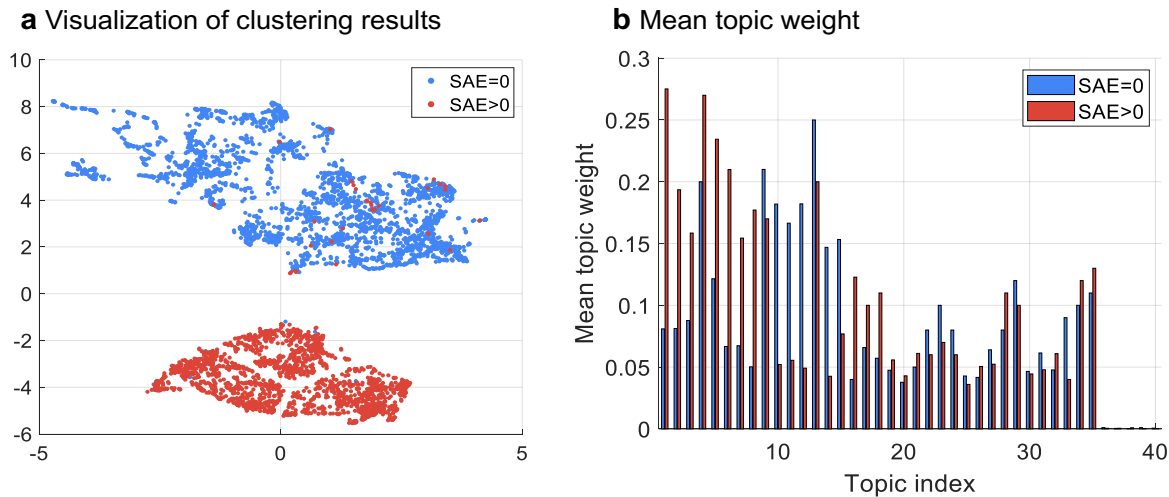 a Visualization of clustering results
10
8
6
4
2
0
-2
-4
-6
-5
0
5
SAE=0
SAE>0
b Mean topic weight
0.3
0.25
0.2
0.15
0.1
0.05
0
10
20
30
40
Mean topic weight
Topic index
SAE=0
SAE>0